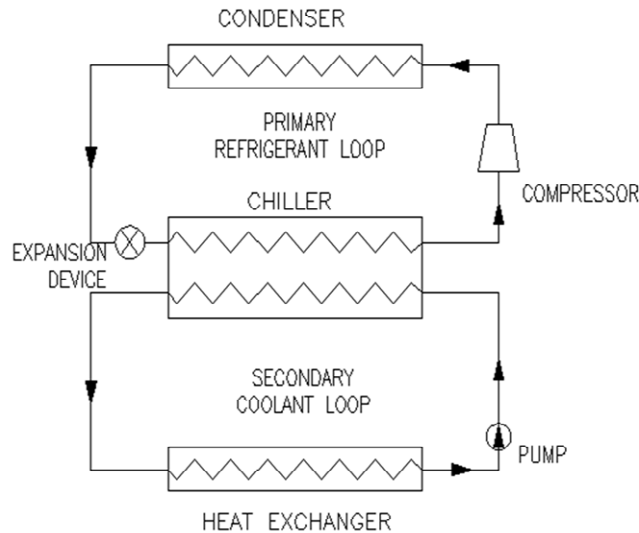 CONDENSER
PRIMARY
REFRIGERANT LOOP
COMPRESSOR
CHILLER
EXPANSION
DEVICE
SECONDARY
COOLANT LOOP
PUMP
HEAT EXCHANGER